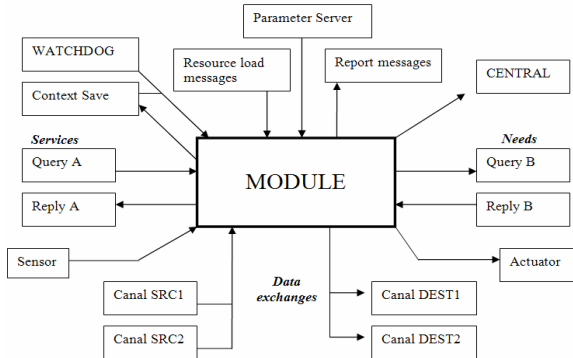 Parameter Server
WATCHDOG
Resource load
messages
Report messages
CENTRAL
Context Save
Services
Needs
Query A
Query B
MODULE
Reply A
Reply B
Sensor
Actuator
Data
exchanges
Canal SRC1
Canal DEST1
Canal SRC2
Canal DEST2